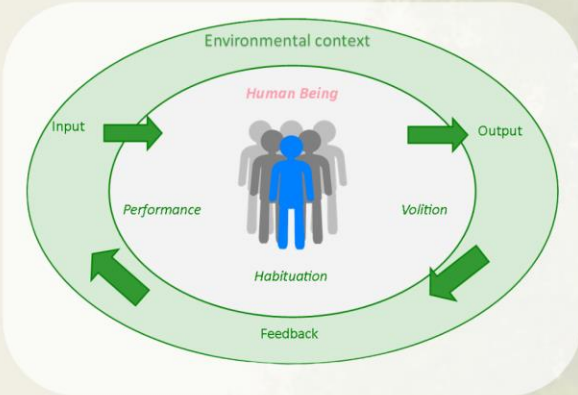 Environmental context
Human Being
Input
Output
Performance
Volition
Habituation
Feedback